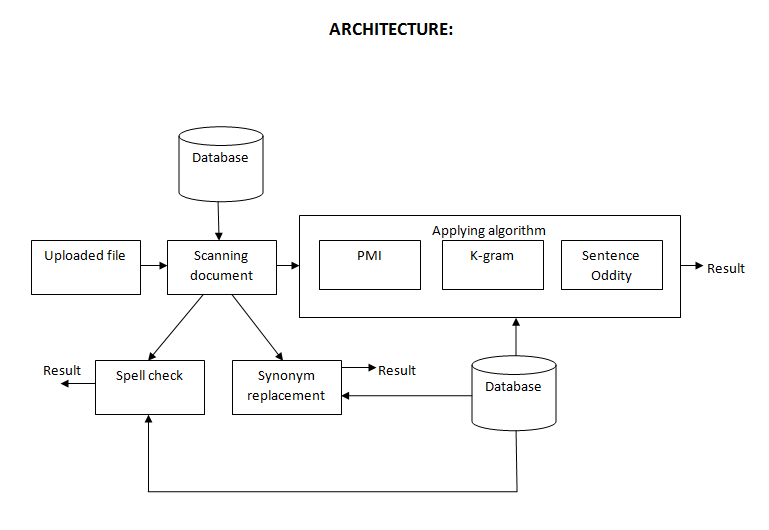 ARCHITECTURE:
Database
Applying algorithm
Uploaded file
Scanning
document
PMI
K-gram
Sentence
Oddity
Result
Result
Spell check
Synonym
replacement
Result
Database